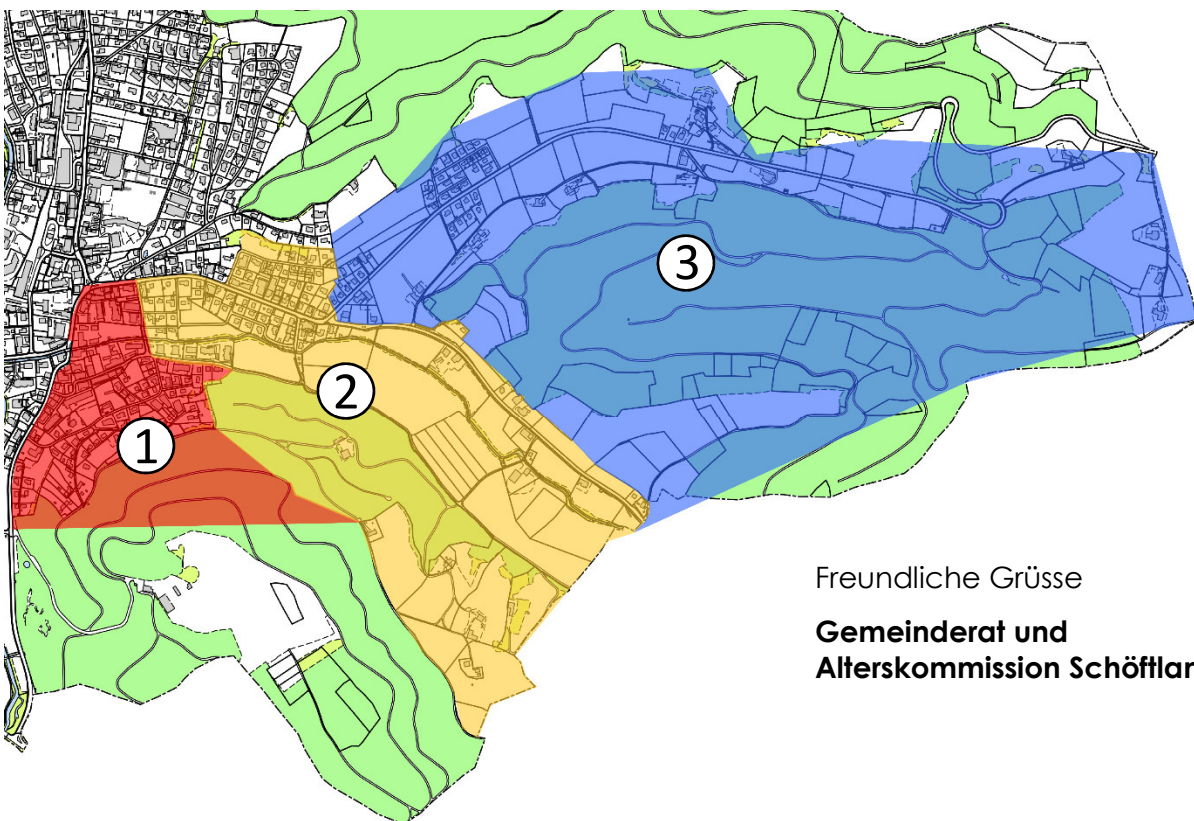 3
2
1
Freundliche Grüsse
Gemeinderat und
Alterskommission Schöftlan